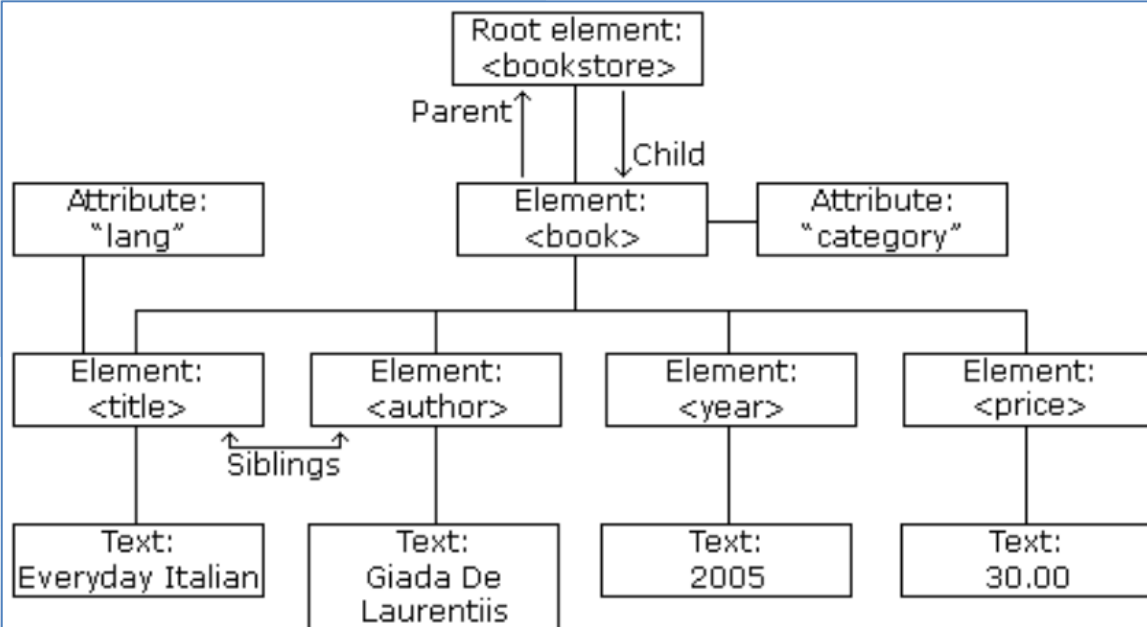 Root element:
<bookstore>
Parent
Child
Attribute:
“lang”
Element:
<book>
Attribute:
“category”
Element:
<title>
Element:
<author>
Element:
<year>
Element:
<price>
Siblings
Text:
Everyday Italian
Text:
Giada De
Laurentiis
Text:
2005
Text:
30.00